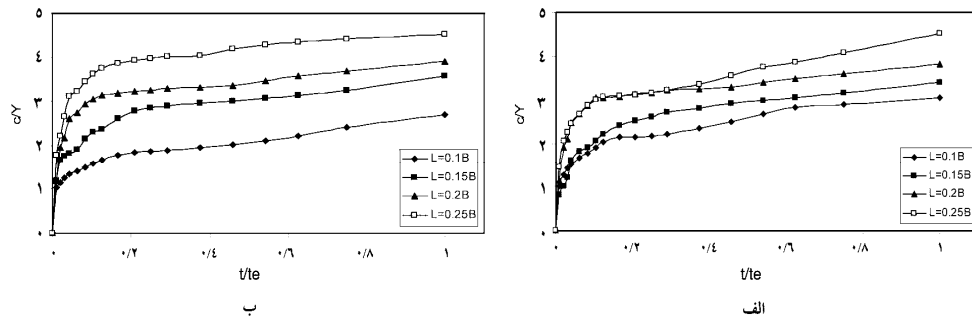 ۵
۴
۳
۲
۱
۰
c/Y
L=0.1B
L=0.15B
L=0.2B
L=0.25B
۰ ۰/۲ ۰/۴ ۰/۶ ۰/۸ ۱
t/te
ب
۵
۴
۳
۲
۱
۰
c/Y
L=0.1B
L=0.15B
L=0.2B
L=0.25B
۰ ۰/۲ ۰/۴ ۰/۶ ۰/۸ ۱
t/te
الف